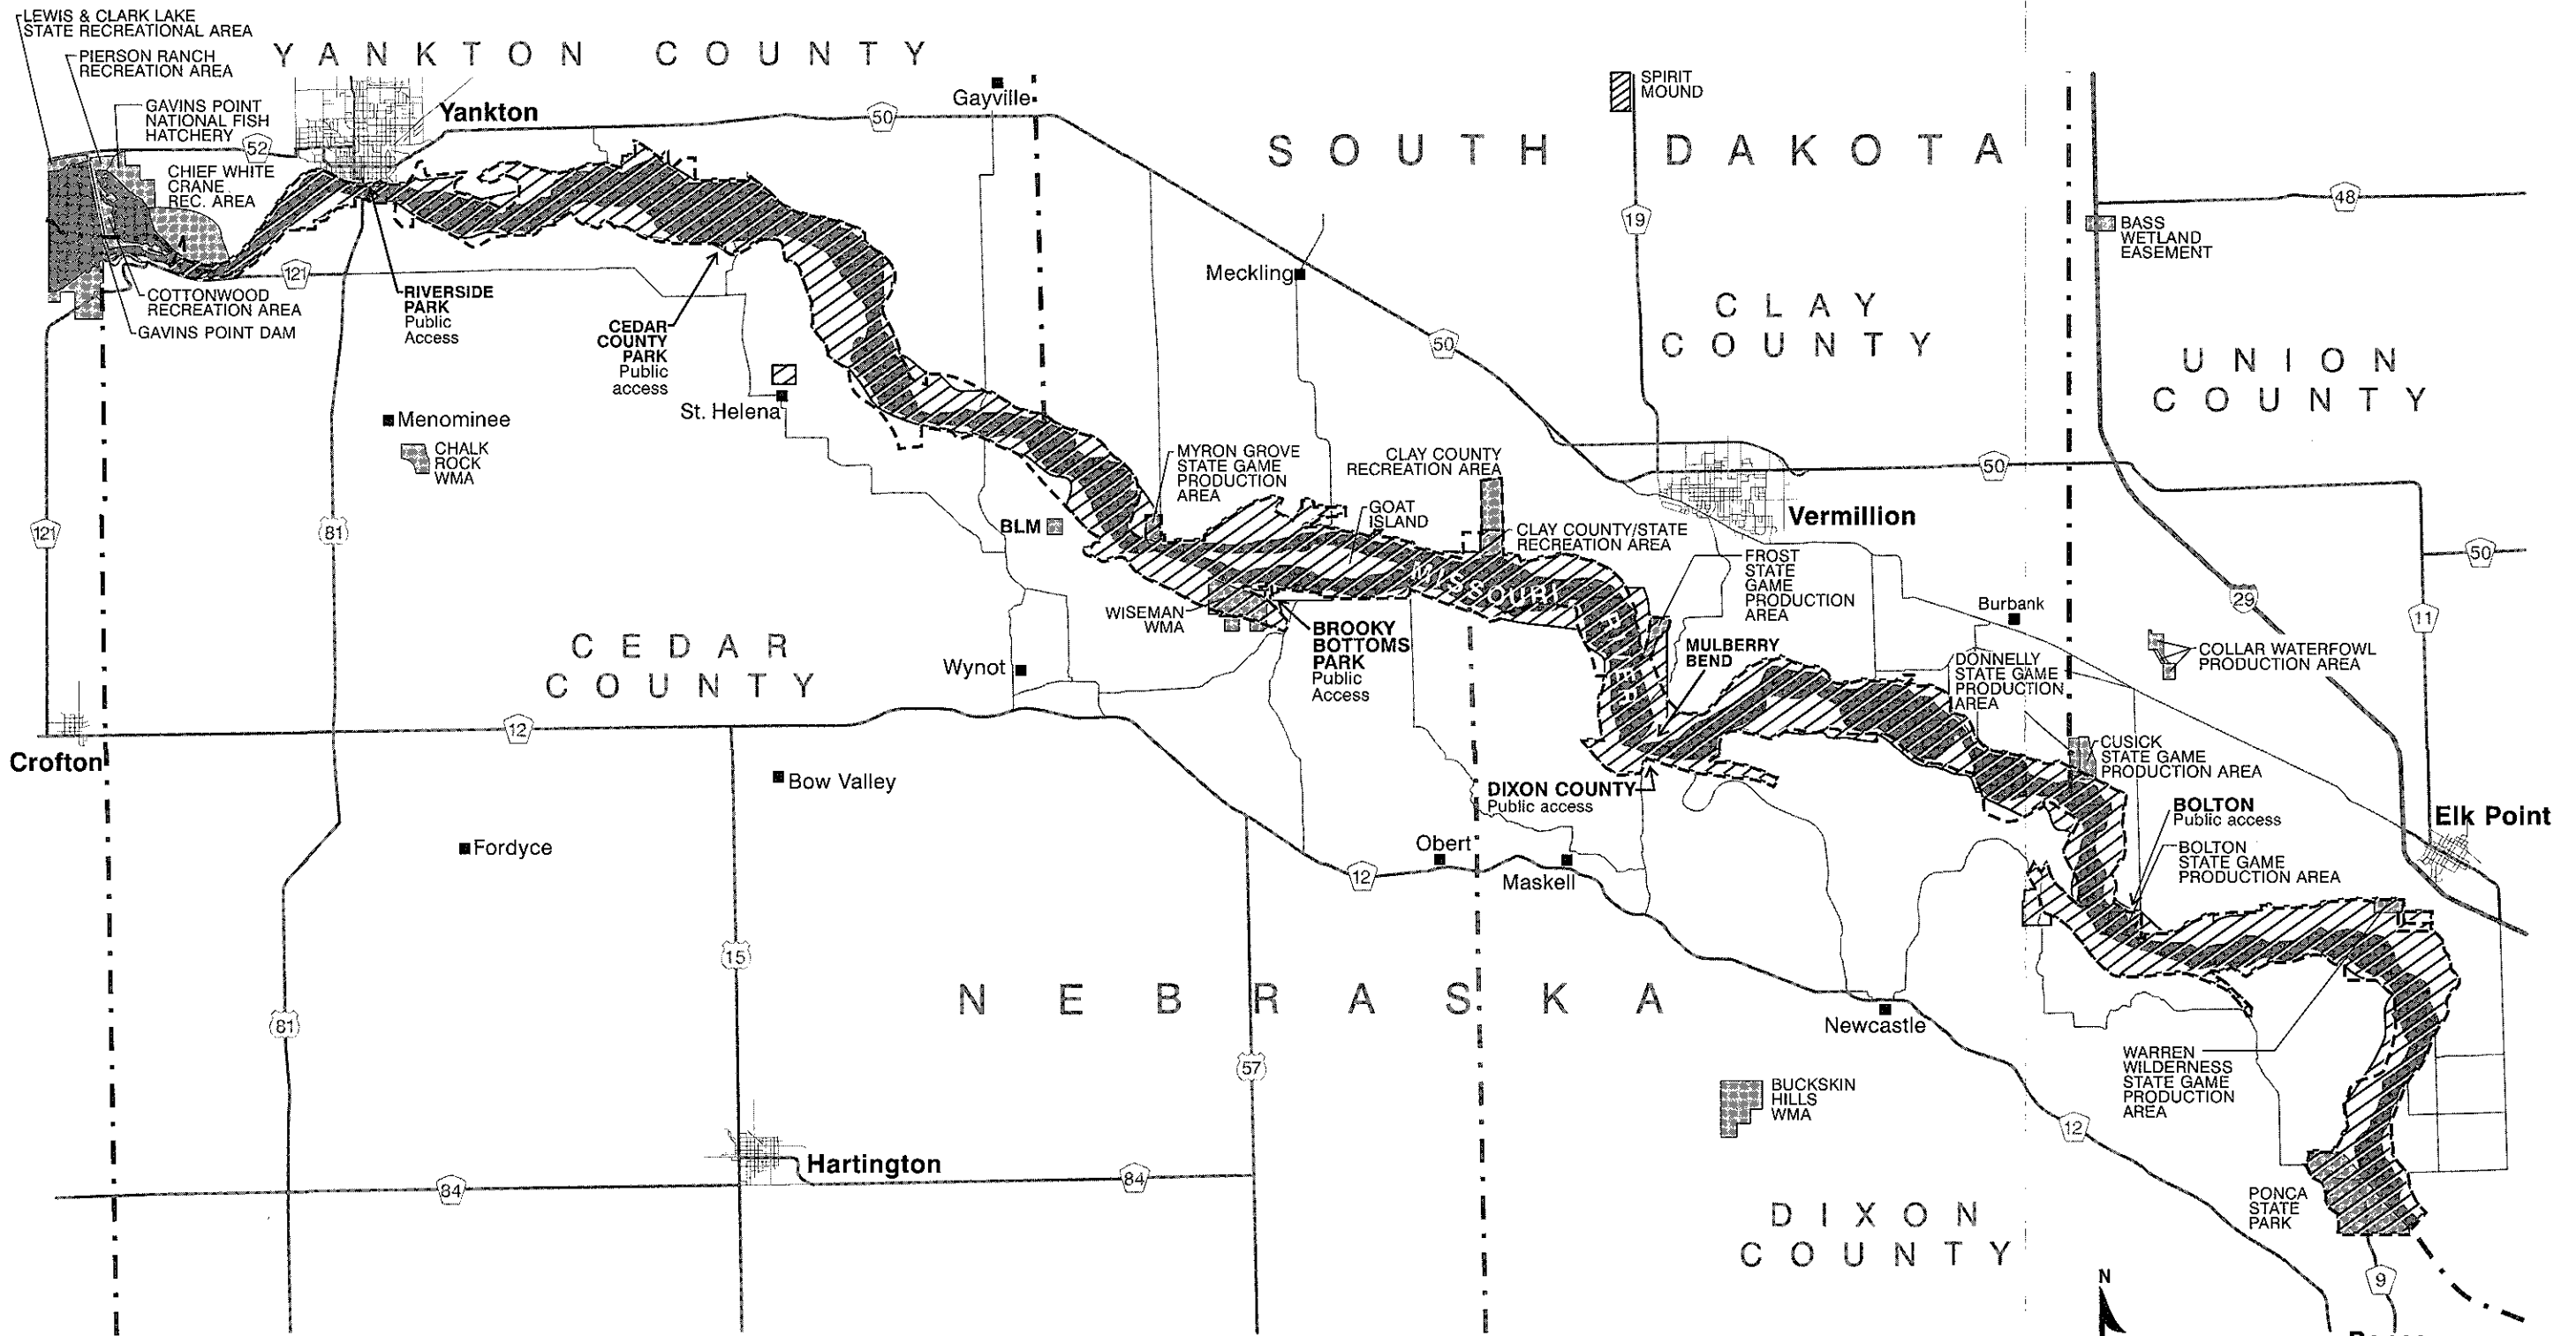 LEWIS & CLARK LAKE
STATE RECREATIONAL AREA
YANKTON COUNTY
PIERSON RANCH
RECREATION AREA
GAVINS POINT
NATIONAL FISH
HATCHERY
Yankton
Gayville
50
52
CHIEF WHITE
CRANE
REC. AREA
SPIRIT
MOUND
SOUTH DAKOTA
48
19
BASS
WETLAND
EASEMENT
121
COTTONWOOD
RECREATION AREA
GAVINS POINT DAM
RIVERSIDE
PARK
Public
Access
CEDAR
COUNTY
PARK
Public
access
Meckling
CLAY
COUNTY
50
UNION
COUNTY
St. Helena
Menominee
CHALK
ROCK
WMA
MYRON GROVE
STATE GAME
PRODUCTION
AREA
CLAY COUNTY
RECREATION AREA
GOAT
ISLAND
50
Vermillion
121
81
BLM
CLAY COUNTY/STATE
RECREATION AREA
FROST
STATE
GAME
PRODUCTION
AREA
50
MISSOURI
RIVER
29
11
Burbank
WISEMAN
WMA
BROOKY
BOTTOMS
PARK
Public
Access
MULBERRY
BEND
CEDAR
COUNTY
Wynot
COLLAR WATERFOWL
PRODUCTION AREA
DONNELLY
STATE GAME
PRODUCTION
AREA
12
Crofton
Bow Valley
CUSICK
STATE GAME
PRODUCTION AREA
DIXON COUNTY
Public access
BOLTON
Public access
Elk Point
Fordyce
Obert
12
Maskell
BOLTON
STATE GAME
PRODUCTION AREA
15
NEBRASKA
81
Newcastle
57
WARREN
WILDERNESS
STATE GAME
PRODUCTION
AREA
BUCKSKIN
HILLS
WMA
12
Hartington
84
84
PONCA
STATE
PARK
DIXON
COUNTY
N
9